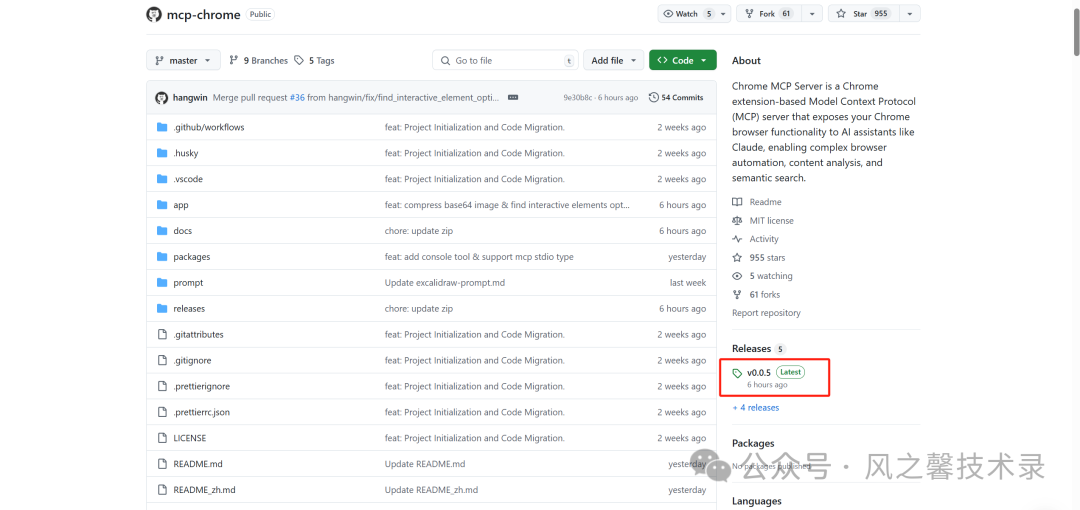 mcp-chrome Public
Watch 5 Fork 61 Star 955
master 9 Branches 5 Tags Go to file t Add file Code
hangwin Merge pull request #36 from hangwin/fix/find_interactive_element_opti... 9e30b8c · 6 hours ago 54 Commits
.github/workflows feat: Project Initialization and Code Migration. 2 weeks ago
.husky feat: Project Initialization and Code Migration. 2 weeks ago
.vscode feat: Project Initialization and Code Migration. 2 weeks ago
app feat: compress base64 image & find interactive elements opt... 6 hours ago
docs chore: update zip 6 hours ago
packages feat: add console tool & support mcp stdio type yesterday
prompt Update excalidraw-prompt.md last week
releases chore: update zip 6 hours ago
.gitattributes feat: Project Initialization and Code Migration. 2 weeks ago
.gitignore feat: Project Initialization and Code Migration. 2 weeks ago
.prettierignore feat: Project Initialization and Code Migration. 2 weeks ago
.prettierrc.json feat: Project Initialization and Code Migration. 2 weeks ago
LICENSE feat: Project Initialization and Code Migration. 2 weeks ago
README.md Update README.md yesterday
README_zh.md Update README_zh.md yesterday
About
Chrome MCP Server is a Chrome
extension-based Model Context Protocol
(MCP) server that exposes your Chrome
browser functionality to AI assistants like
Claude, enabling complex browser
automation, content analysis, and
semantic search.
Readme
MIT license
Activity
955 stars
5 watching
61 forks
Report repository
Releases 5
v0.0.5 Latest
6 hours ago
+ 4 releases
Packages
No packages published
公众号 · 风之馨技术录
Languages